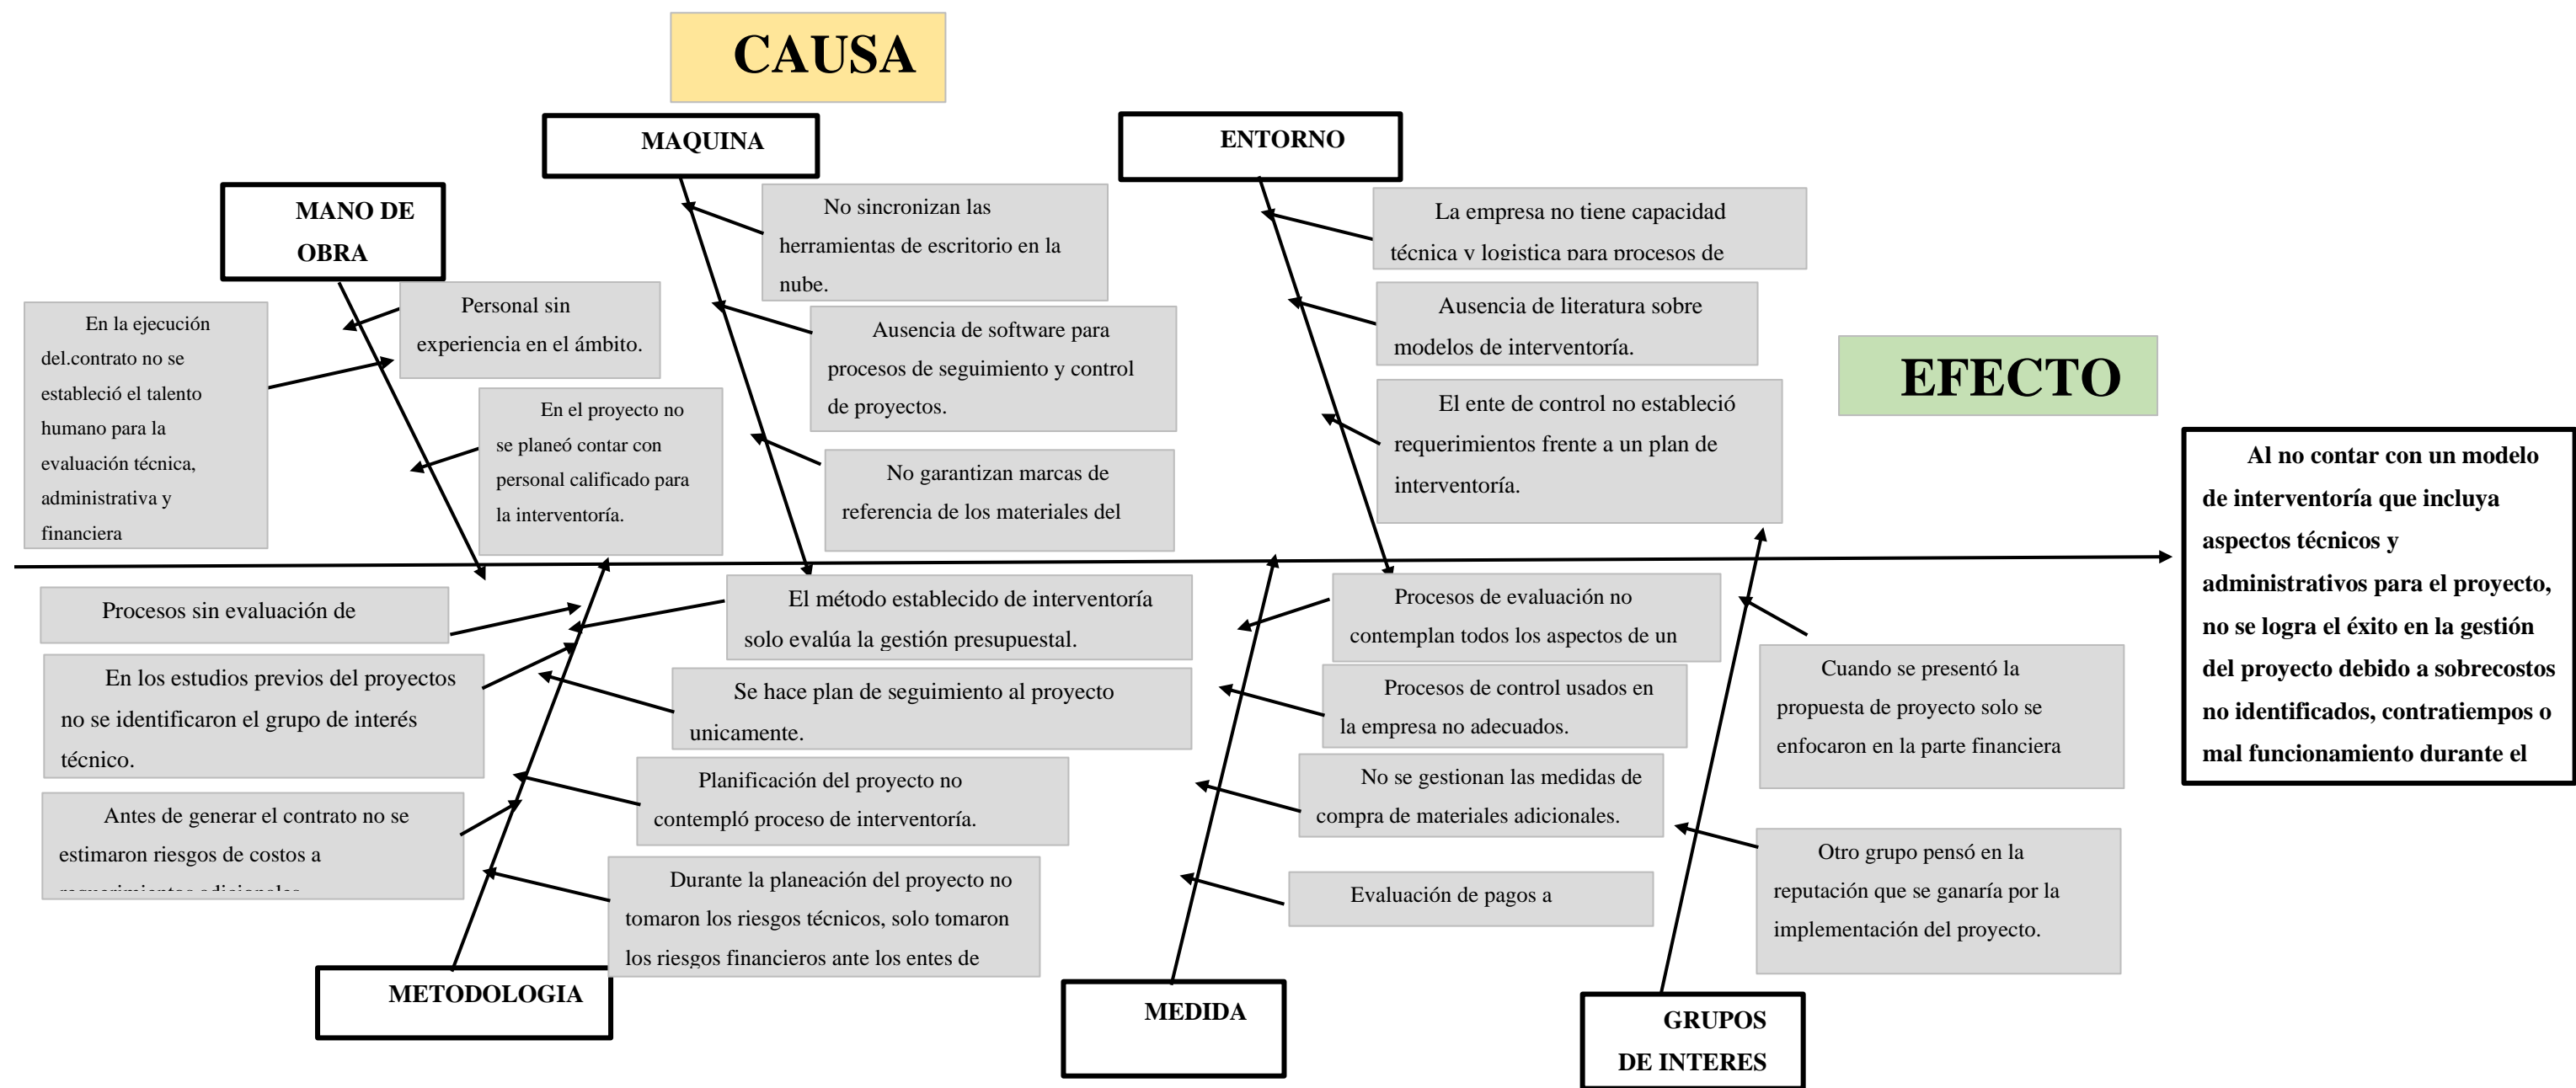 CAUSA
MAQUINA
ENTORNO
MANO DE
OBRA
No sincronizan las
herramientas de escritorio en la
nube.
La empresa no tiene capacidad
técnica y logistica para procesos de
Personal sin
experiencia en el ámbito.
En la ejecución
del.contrato no se
estableció el talento
humano para la
evaluación técnica,
administrativa y
financiera
Ausencia de software para
procesos de seguimiento y control
de proyectos.
Ausencia de literatura sobre
modelos de interventoría.
EFECTO
En el proyecto no
se planeó contar con
personal calificado para
la interventoría.
El ente de control no estableció
requerimientos frente a un plan de
interventoría.
No garantizan marcas de
referencia de los materiales del
Al no contar con un modelo
de interventoría que incluya
aspectos técnicos y
administrativos para el proyecto,
no se logra el éxito en la gestión
del proyecto debido a sobrecostos
no identificados, contratiempos o
mal funcionamiento durante el
Procesos sin evaluación de
El método establecido de interventoría
solo evalúa la gestión presupuestal.
Procesos de evaluación no
contemplan todos los aspectos de un
En los estudios previos del proyectos
no se identificaron el grupo de interés
técnico.
Se hace plan de seguimiento al proyecto
unicamente.
Procesos de control usados en
la empresa no adecuados.
Cuando se presentó la
propuesta de proyecto solo se
enfocaron en la parte financiera
Antes de generar el contrato no se
estimaron riesgos de costos a
Planificación del proyecto no
contempló proceso de interventoría.
No se gestionan las medidas de
compra de materiales adicionales.
Otro grupo pensó en la
reputación que se ganaría por la
implementación del proyecto.
Durante la planeación del proyecto no
tomaron los riesgos técnicos, solo tomaron
los riesgos financieros ante los entes de
Evaluación de pagos a
METODOLOGIA
MEDIDA
GRUPOS
DE INTERES